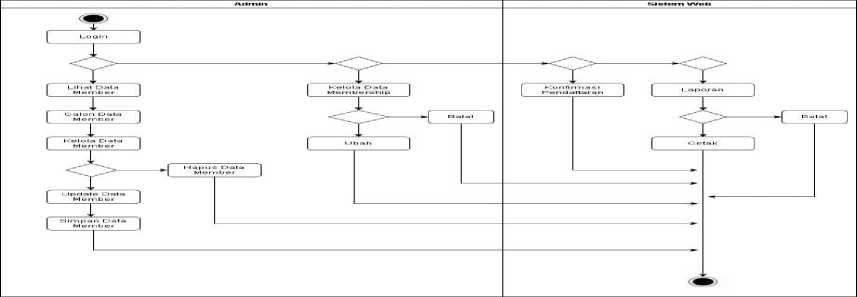 Admin
Sistem Web
Login
Lihat Data
Member
Calon Data
Member
Kelola Data
Member
Hapus Data
Member
Update Data
Member
Simpan Data
Member
Kelola Data
Membership
Batal
Ubah
Konfirmasi
Pendaftaran
Laporan
Batal
Cetak